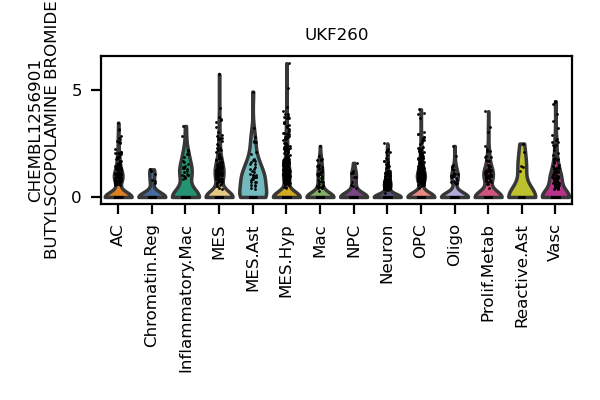 UKF260
CHEMBL1256901
BUTYLSCOPOLAMINE BROMIDE
5
0
AC
Chromatin.Reg
Inflammatory.Mac
MES
MES.Ast
MES.Hyp
Mac
NPC
Neuron
OPC
Oligo
Prolif.Metab
Reactive.Ast
Vasc